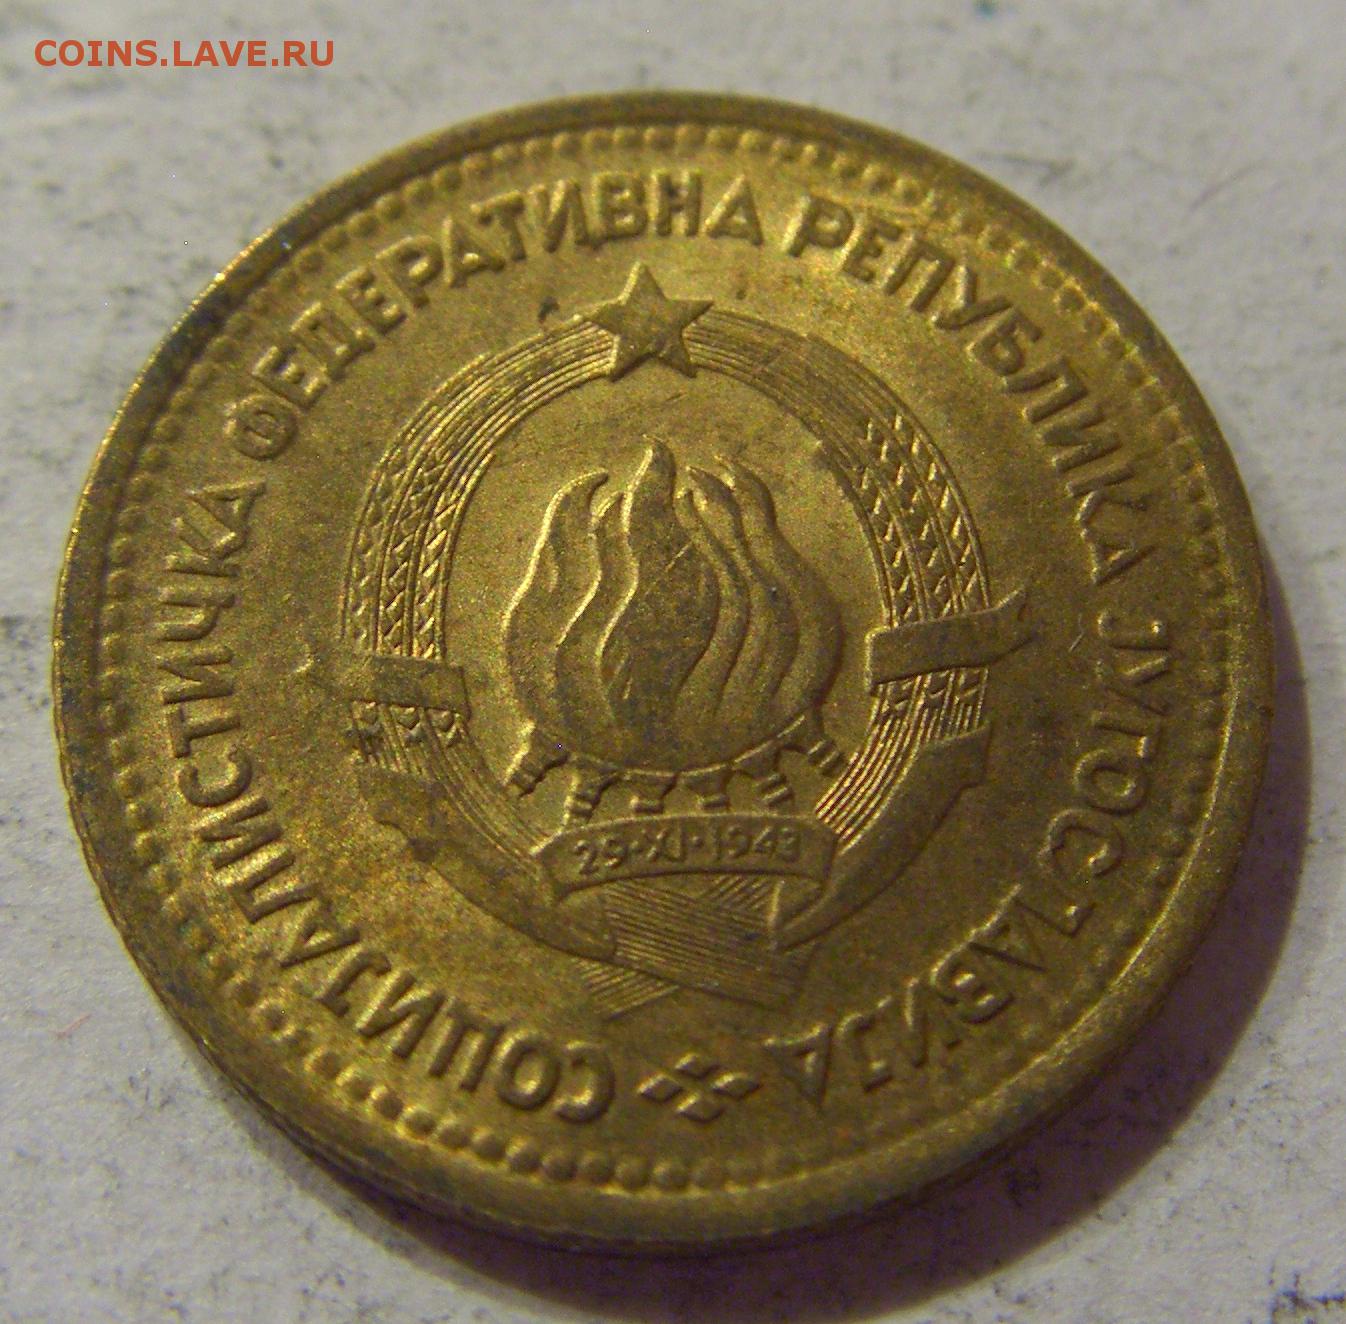 COINS.LAVE.RU
СОЦИЈАЛИСТИЧКА ФЕДЕРАТИВНА РЕПУБЛИКА ЈУГОСЛАВИЈА
29·XI·1943